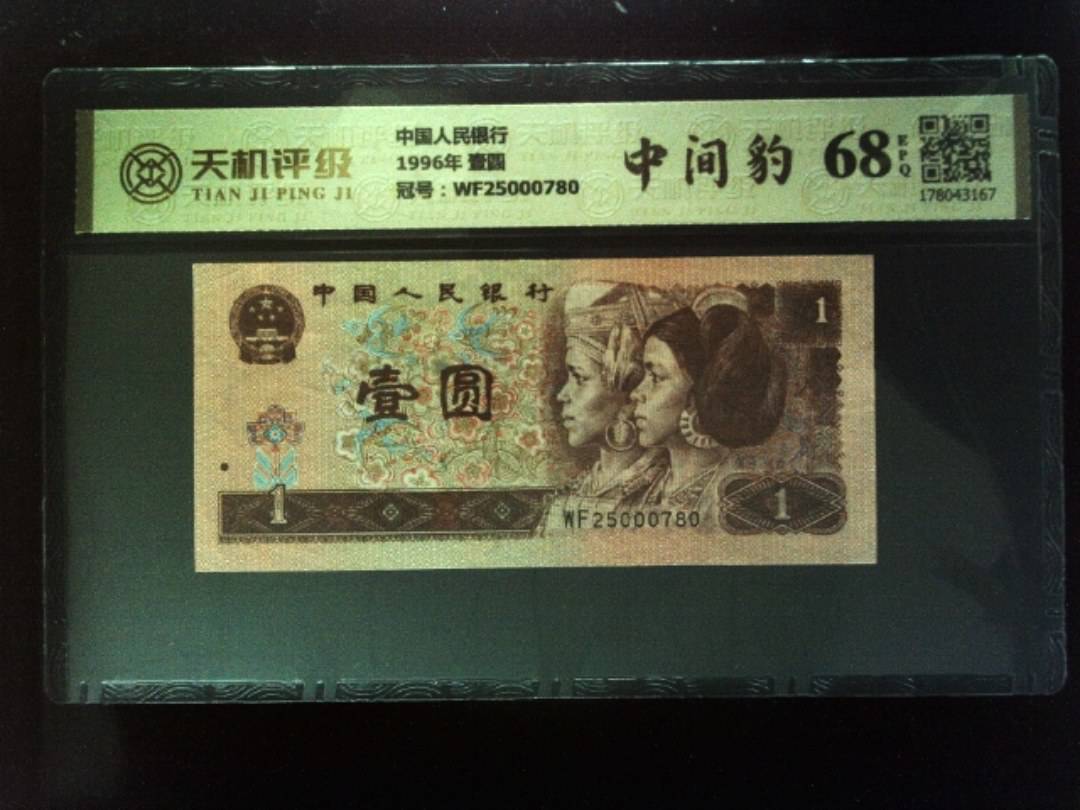 天机评级
TIAN JI PING JI
中国人民银行
1996年 壹圆
冠号：WF25000780
中间豹
68
EPQ
178043167
中国人民银行
1
壹圆
1
WF25000780
1